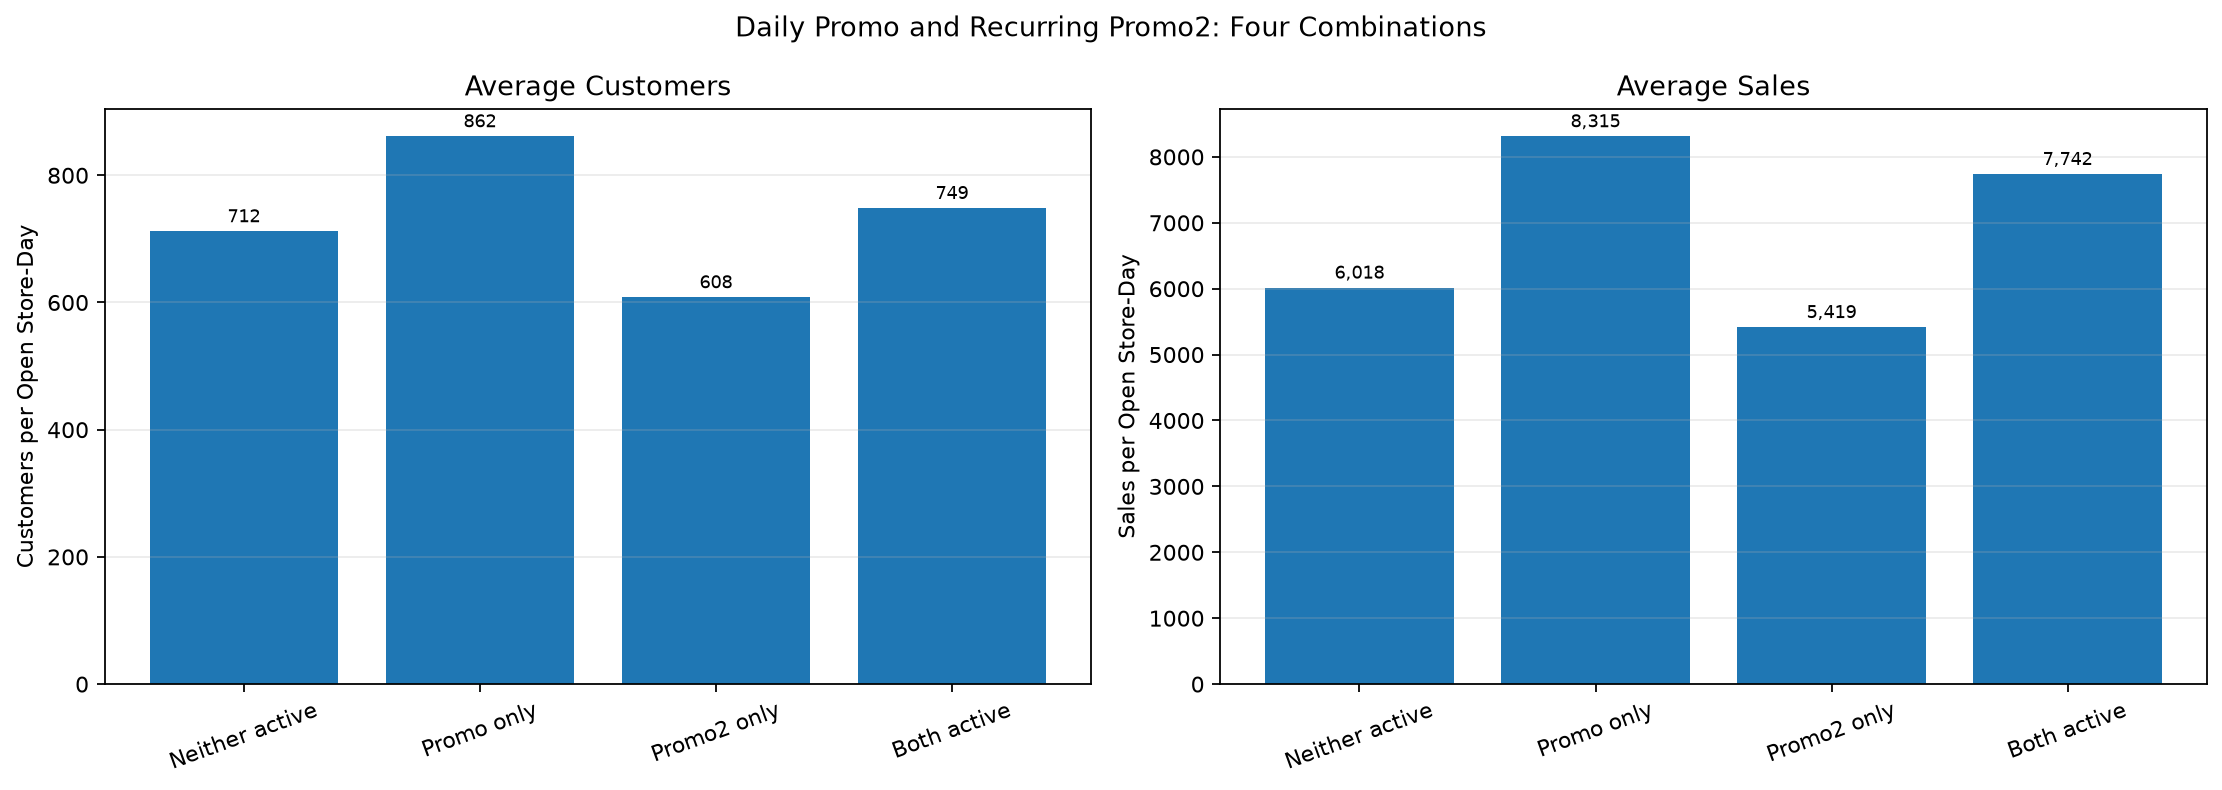 Daily Promo and Recurring Promo2: Four Combinations
Average Customers
Customers per Open Store-Day
800
600
400
200
0
862
712
608
749
Neither active
Promo only
Promo2 only
Both active
Average Sales
Sales per Open Store-Day
8000
7000
6000
5000
4000
3000
2000
1000
0
6,018
8,315
5,419
7,742
Neither active
Promo only
Promo2 only
Both active